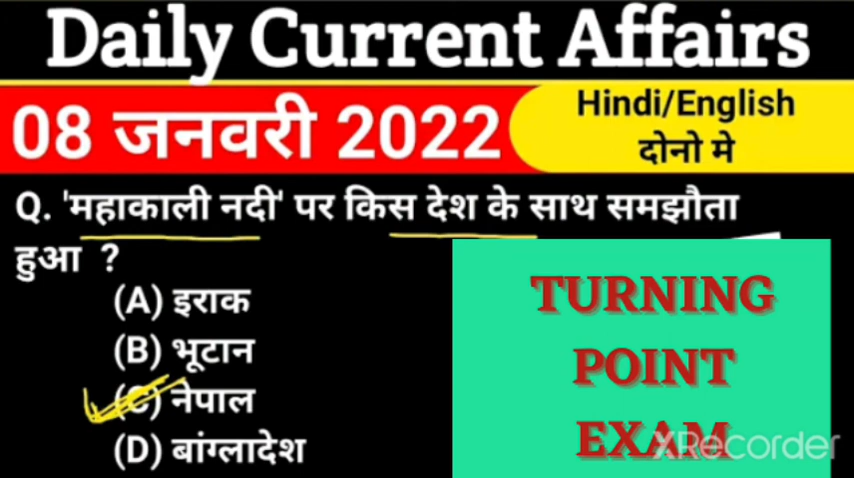 Daily Current Affairs
08 जनवरी 2022
Hindi/English
दोनो मे
Q. 'महाकाली नदी' पर किस देश के साथ समझौता
हुआ ?
(A) इराक
(B) भूटान
(C) नेपाल
(D) बांग्लादेश
TURNING
POINT
EXAM
XRecorder